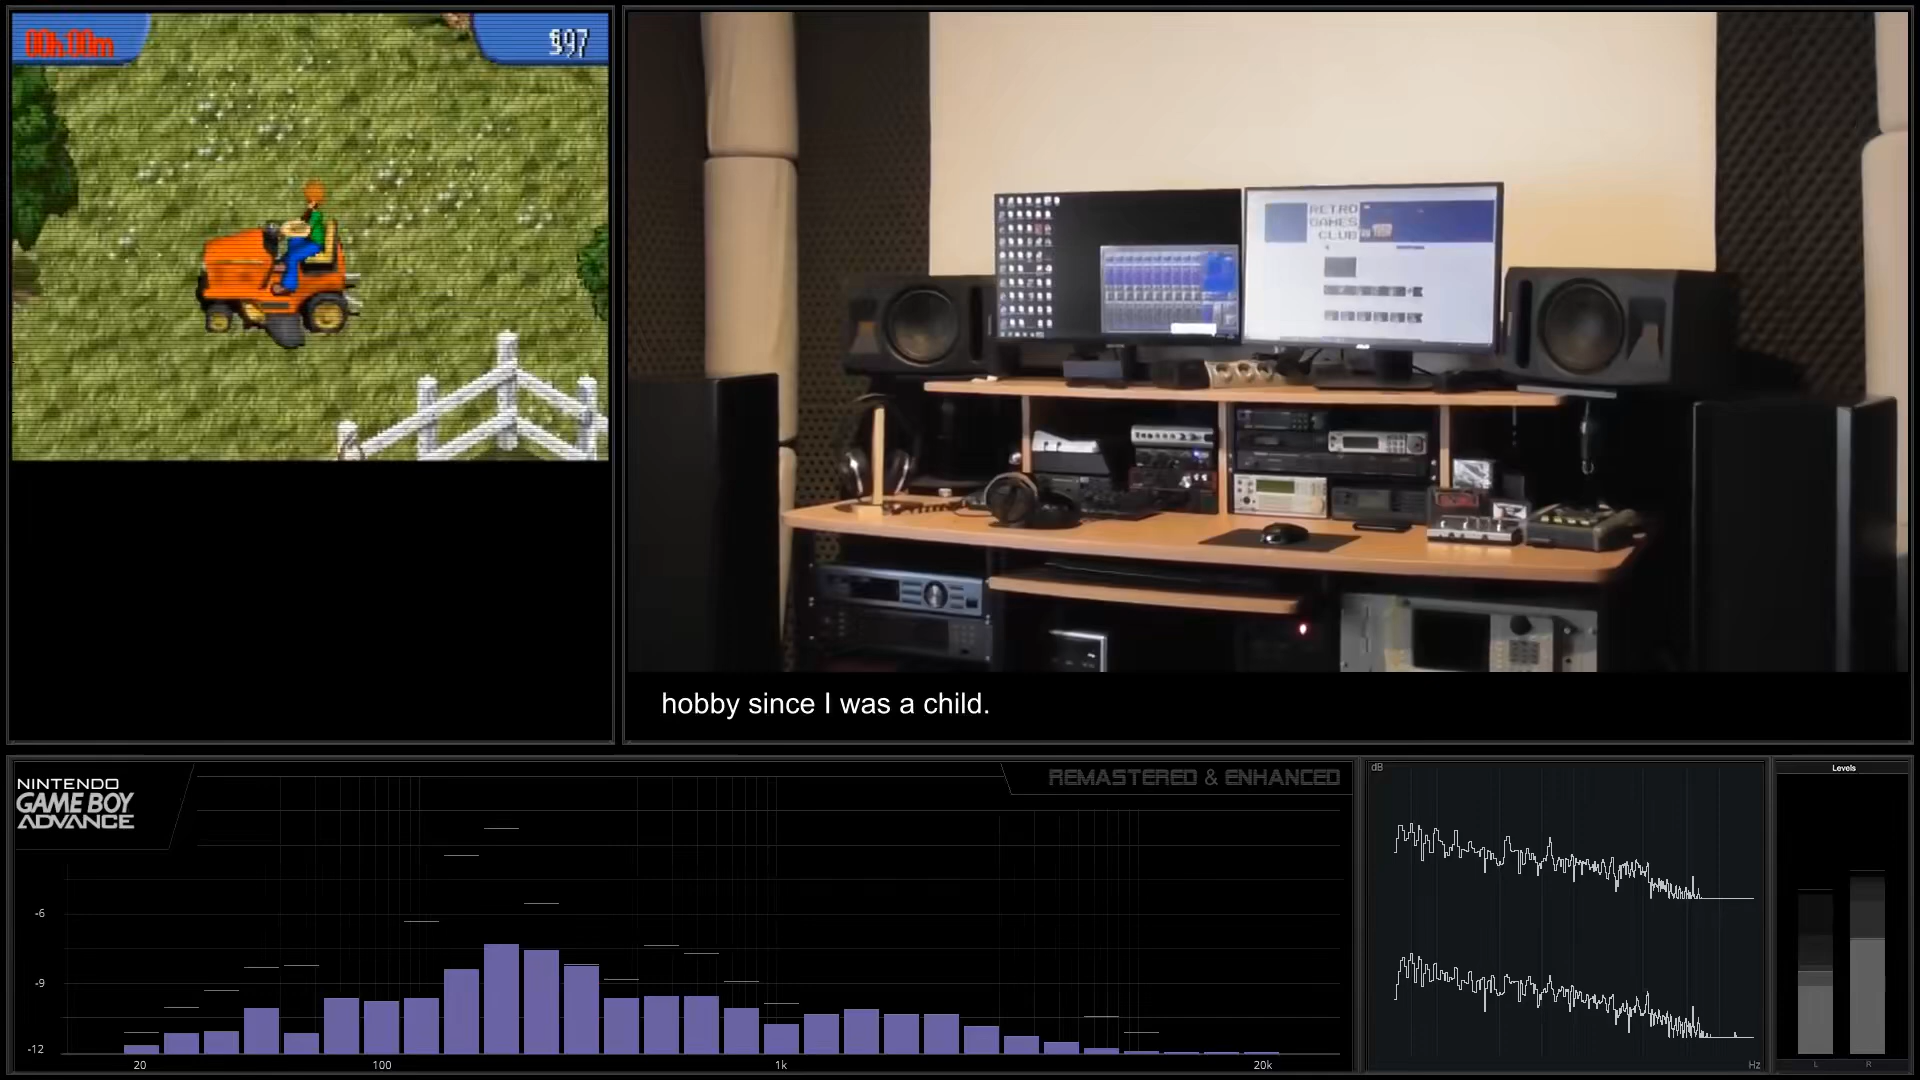 00h:00m
$97
RETRO
GAMES
CLUB
hobby since I was a child.
NINTENDO
GAME BOY
ADVANCE
REMASTERED & ENHANCED
-6
-9
-12
20
100
1k
20k
dB
Hz
Levels
L
R